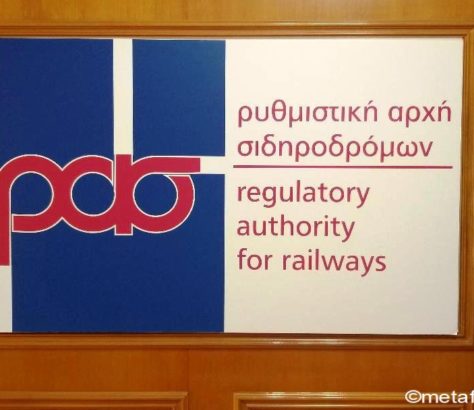 ρας
ρυθμιστική αρχή
σιδηροδρόμων
regulatory
authority
for railways
©metaf